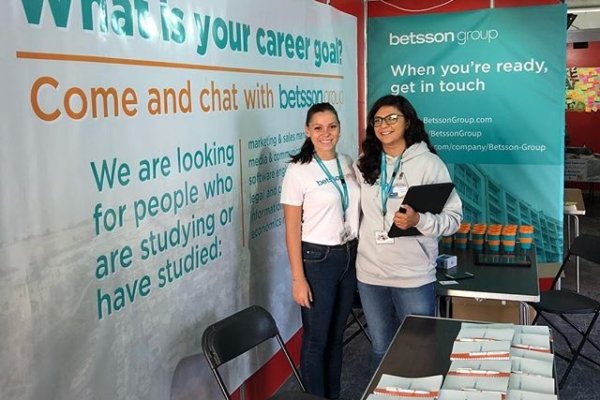 What is your career goal?
Come and chat with betsson group
We are looking
for people who
are studying or
have studied:
marketing & sales
media &
software
legal and
economics
betsson group
When you're ready,
get in touch
BetssonGroup.com
/BetssonGroup
.com/company/Betsson-Group
betsson